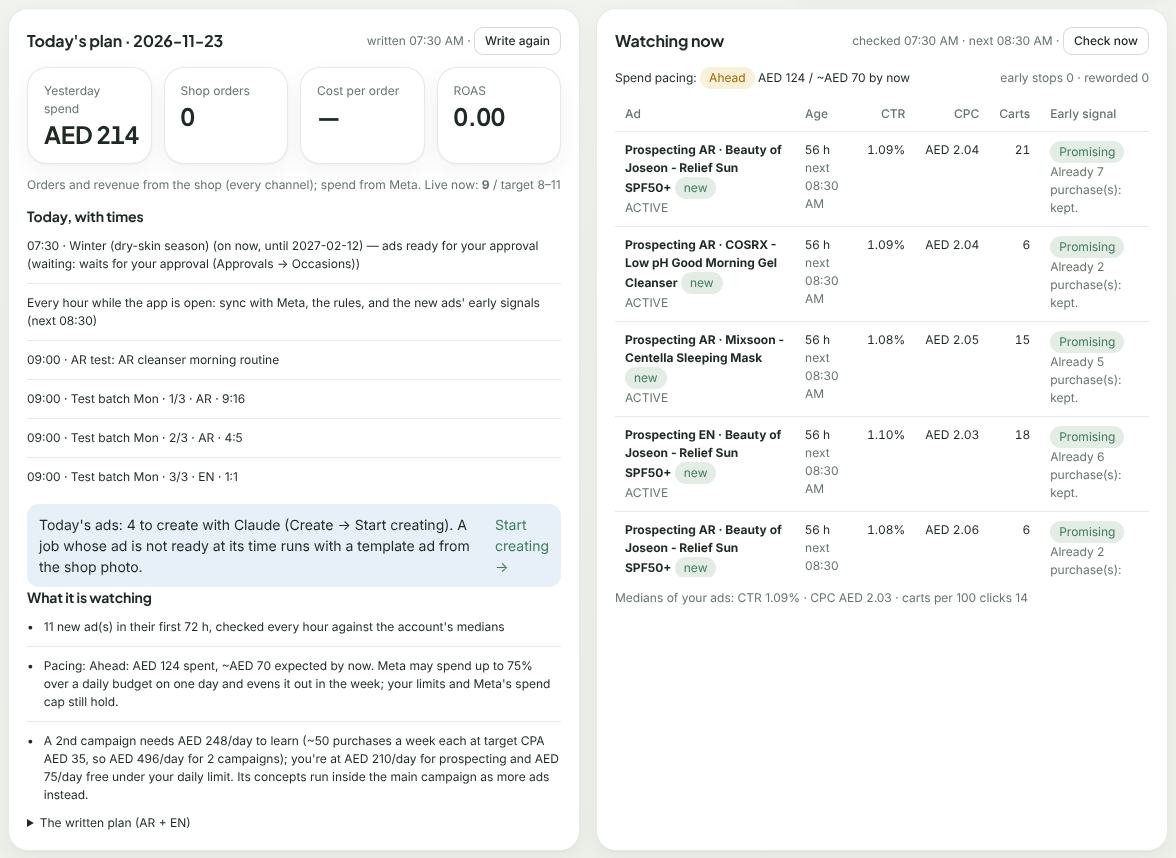 Today's plan · 2026-11-23
written 07:30 AM · Write again
Yesterday spend
AED 214
Shop orders
0
Cost per order
—
ROAS
0.00
Orders and revenue from the shop (every channel); spend from Meta. Live now: 9 / target 8–11
Today, with times
07:30 · Winter (dry-skin season) (on now, until 2027-02-12) — ads ready for your approval
(waiting: waits for your approval (Approvals → Occasions))
Every hour while the app is open: sync with Meta, the rules, and the new ads' early signals
(next 08:30)
09:00 · AR test: AR cleanser morning routine
09:00 · Test batch Mon · 1/3 · AR · 9:16
09:00 · Test batch Mon · 2/3 · AR · 4:5
09:00 · Test batch Mon · 3/3 · EN · 1:1
Today's ads: 4 to create with Claude (Create → Start creating). A
job whose ad is not ready at its time runs with a template ad from
the shop photo.
Start
creating
→
What it is watching
• 11 new ad(s) in their first 72 h, checked every hour against the account's medians
• Pacing: Ahead: AED 124 spent, ~AED 70 expected by now. Meta may spend up to 75%
over a daily budget on one day and evens it out in the week; your limits and Meta's spend
cap still hold.
• A 2nd campaign needs AED 248/day to learn (~50 purchases a week each at target CPA
AED 35, so AED 496/day for 2 campaigns); you're at AED 210/day for prospecting and AED
75/day free under your daily limit. Its concepts run inside the main campaign as more ads
instead.
▶ The written plan (AR + EN)
Watching now
checked 07:30 AM · next 08:30 AM · Check now
Spend pacing: Ahead AED 124 / ~AED 70 by now
early stops 0 · reworded 0
Ad Age CTR CPC Carts Early signal
Prospecting AR · Beauty of
Joseon - Relief Sun
SPF50+ new
ACTIVE
56 h
next
08:30
AM
1.09%
AED 2.04
21
Promising
Already 7
purchase(s):
kept.
Prospecting AR · COSRX -
Low pH Good Morning Gel
Cleanser new
ACTIVE
56 h
next
08:30
AM
1.09%
AED 2.04
6
Promising
Already 2
purchase(s):
kept.
Prospecting AR · Mixsoon -
Centella Sleeping Mask
new
ACTIVE
56 h
next
08:30
AM
1.08%
AED 2.05
15
Promising
Already 5
purchase(s):
kept.
Prospecting EN · Beauty of
Joseon - Relief Sun
SPF50+ new
ACTIVE
56 h
next
08:30
AM
1.10%
AED 2.03
18
Promising
Already 6
purchase(s):
kept.
Prospecting AR · Beauty of
Joseon - Relief Sun
SPF50+ new
56 h
next
08:30
1.08%
AED 2.06
6
Promising
Already 2
purchase(s):
Medians of your ads: CTR 1.09% · CPC AED 2.03 · carts per 100 clicks 14